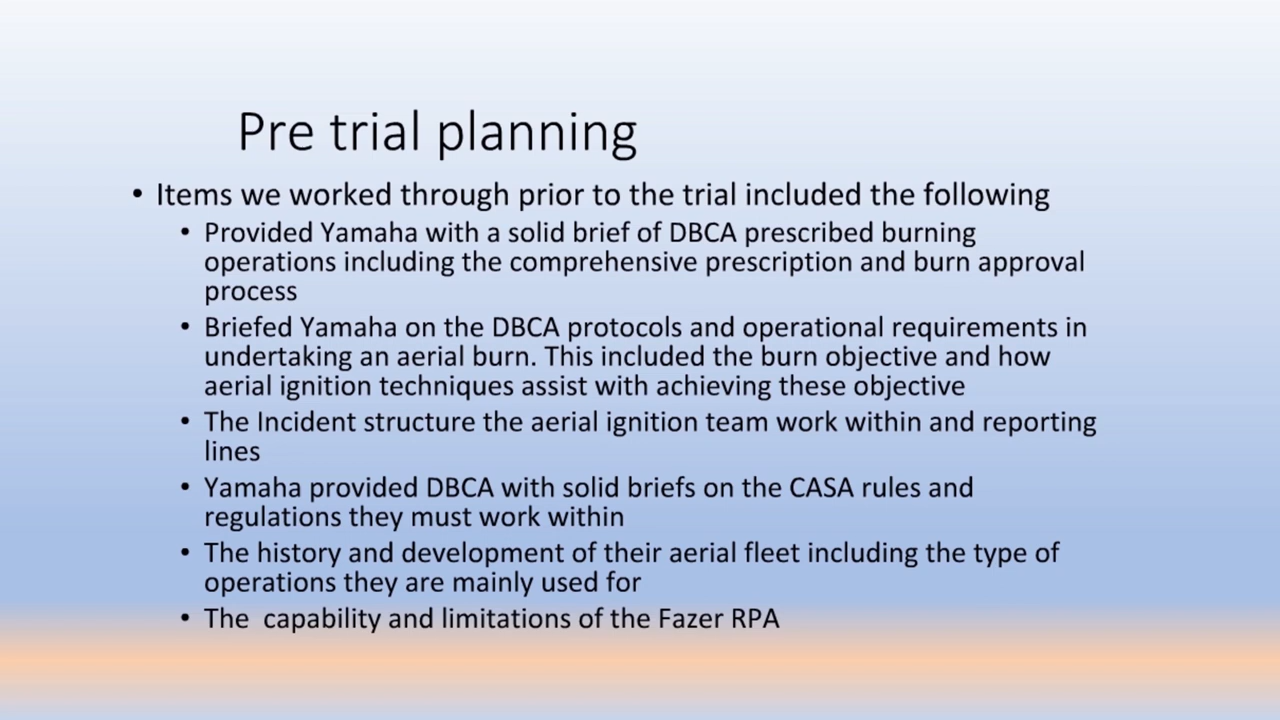 Pre trial planning
• Items we worked through prior to the trial included the following
• Provided Yamaha with a solid brief of DBCA prescribed burning
operations including the comprehensive prescription and burn approval
process
• Briefed Yamaha on the DBCA protocols and operational requirements in
undertaking an aerial burn. This included the burn objective and how
aerial ignition techniques assist with achieving these objective
• The Incident structure the aerial ignition team work within and reporting
lines
• Yamaha provided DBCA with solid briefs on the CASA rules and
regulations they must work within
• The history and development of their aerial fleet including the type of
operations they are mainly used for
• The  capability and limitations of the Fazer RPA